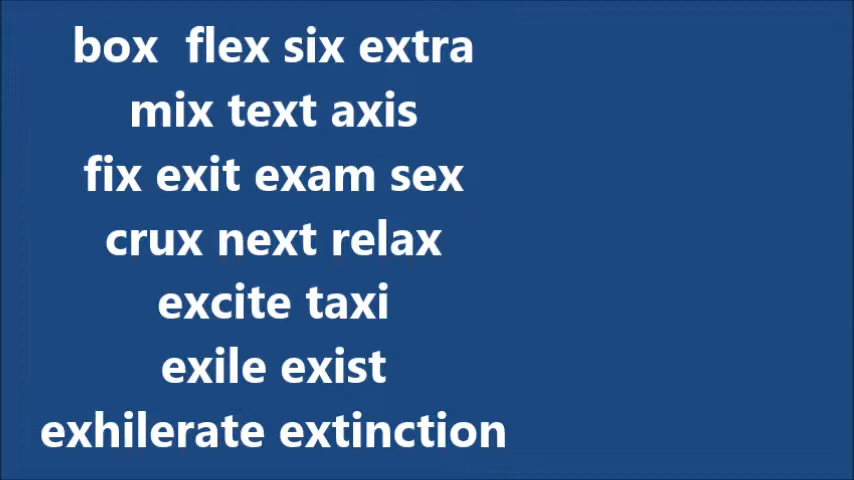 box  flex six extra
mix text axis
fix exit exam sex
crux next relax
excite taxi
exile exist
exhilerate extinction